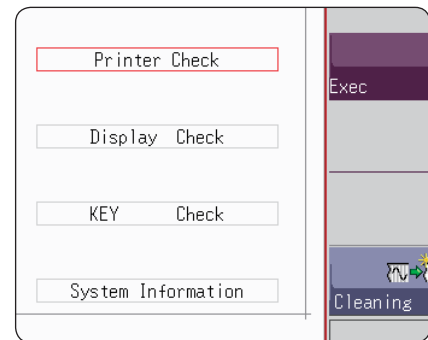 Printer Check
Exec
Display Check
KEY Check
System Information
Cleaning